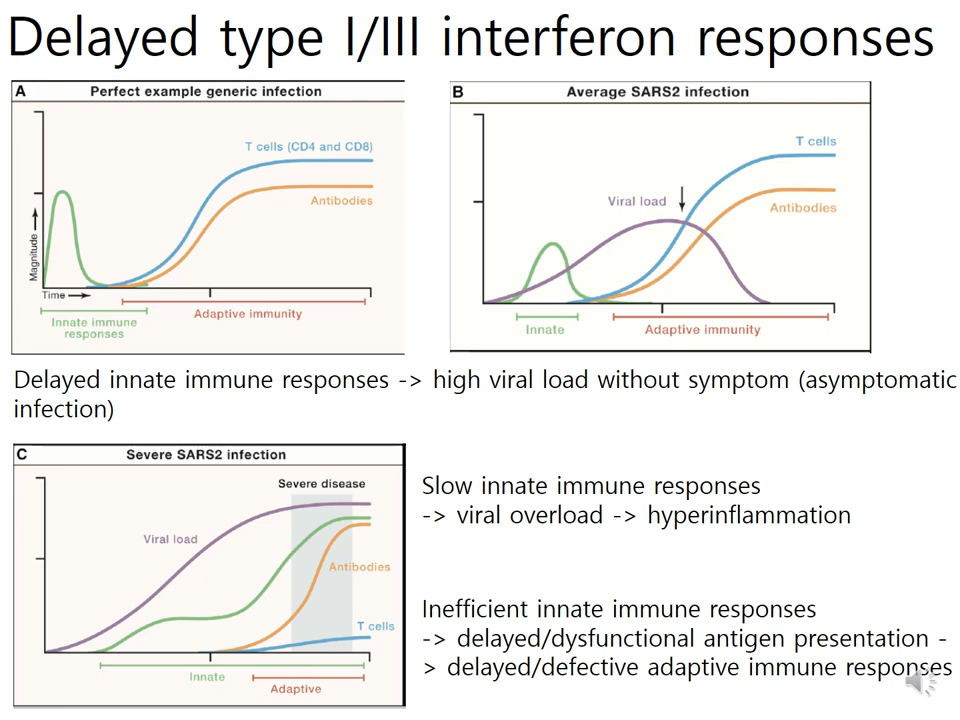 Delayed type I/III interferon responses
A Perfect example generic infection
T cells (CD4 and CD8)
Antibodies
Magnitude
Time
Adaptive immunity
Innate immune
responses
B Average SARS2 infection
T cells
Viral load
Antibodies
Innate
Adaptive immunity
Delayed innate immune responses -> high viral load without symptom (asymptomatic
infection)
C Severe SARS2 infection
Severe disease
Viral load
Antibodies
T cells
Innate
Adaptive
Slow innate immune responses
-> viral overload -> hyperinflammation
Inefficient innate immune responses
-> delayed/dysfunctional antigen presentation -
> delayed/defective adaptive immune responses